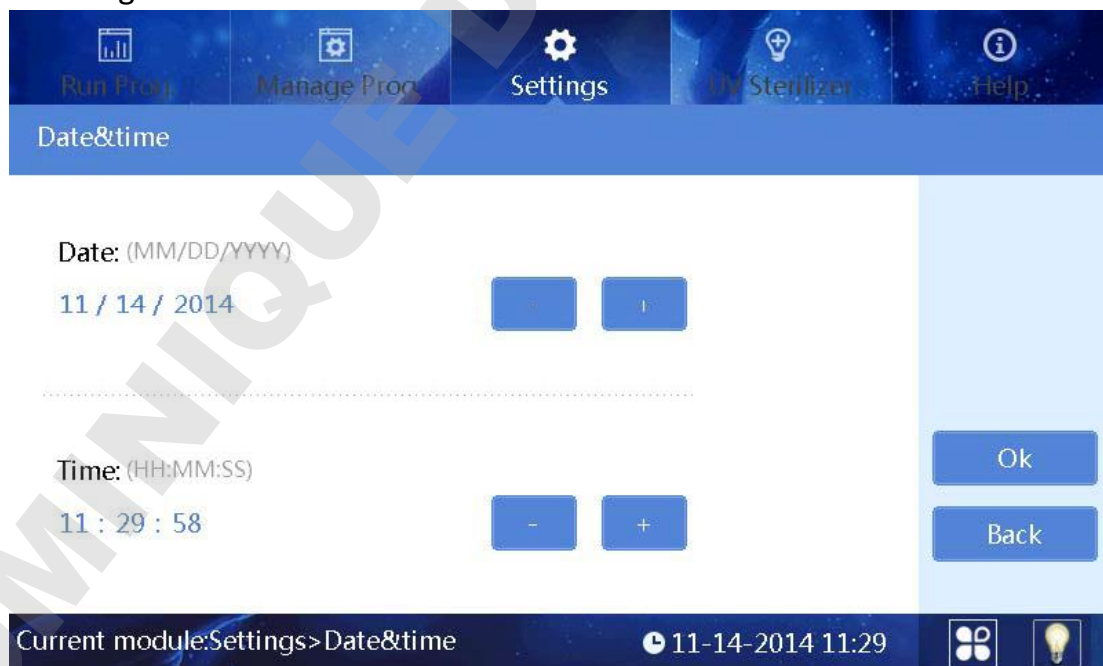 Run Prog.
Manage Prog.
Settings
UV Sterilizer
Help
Date&time
Date: (MM/DD/YYYY)
11 / 14 / 2014
- +
Time: (HH:MM:SS)
11 : 29 : 58
- +
Ok
Back
Current module:Settings>Date&time
11-14-2014 11:29